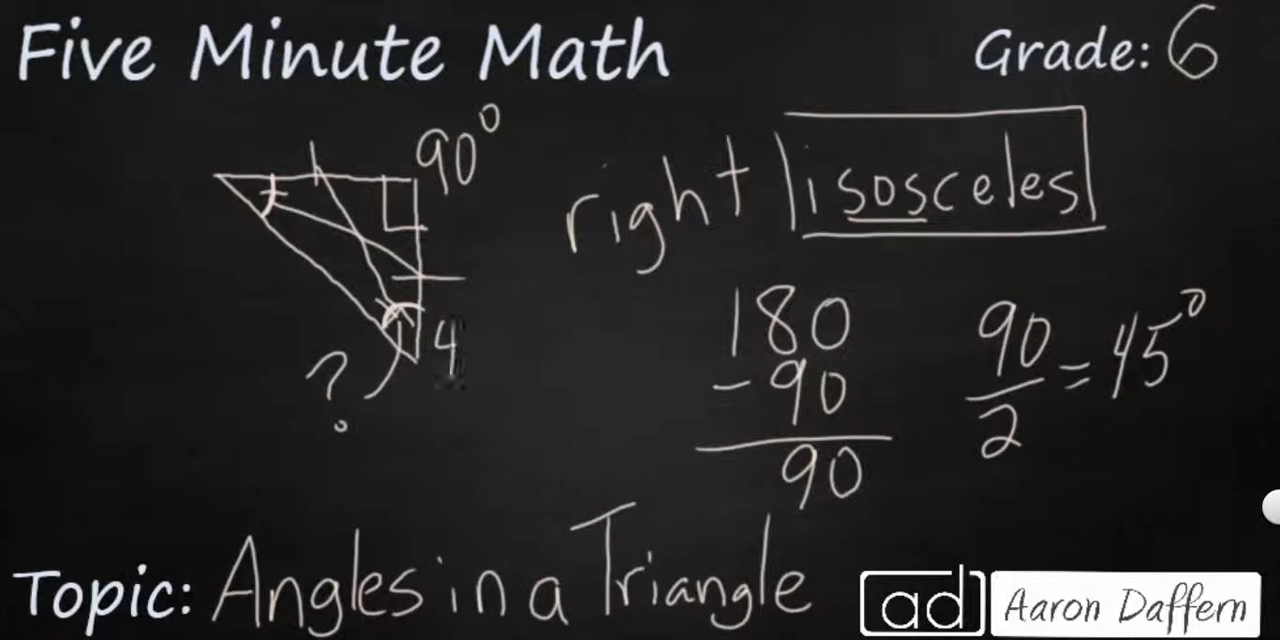 Five Minute Math
Grade: 6
90°
right isosceles
180
- 90
90
90
2
= 45°
4
?
Topic: Angles in a Triangle
ad Aaron Daffern